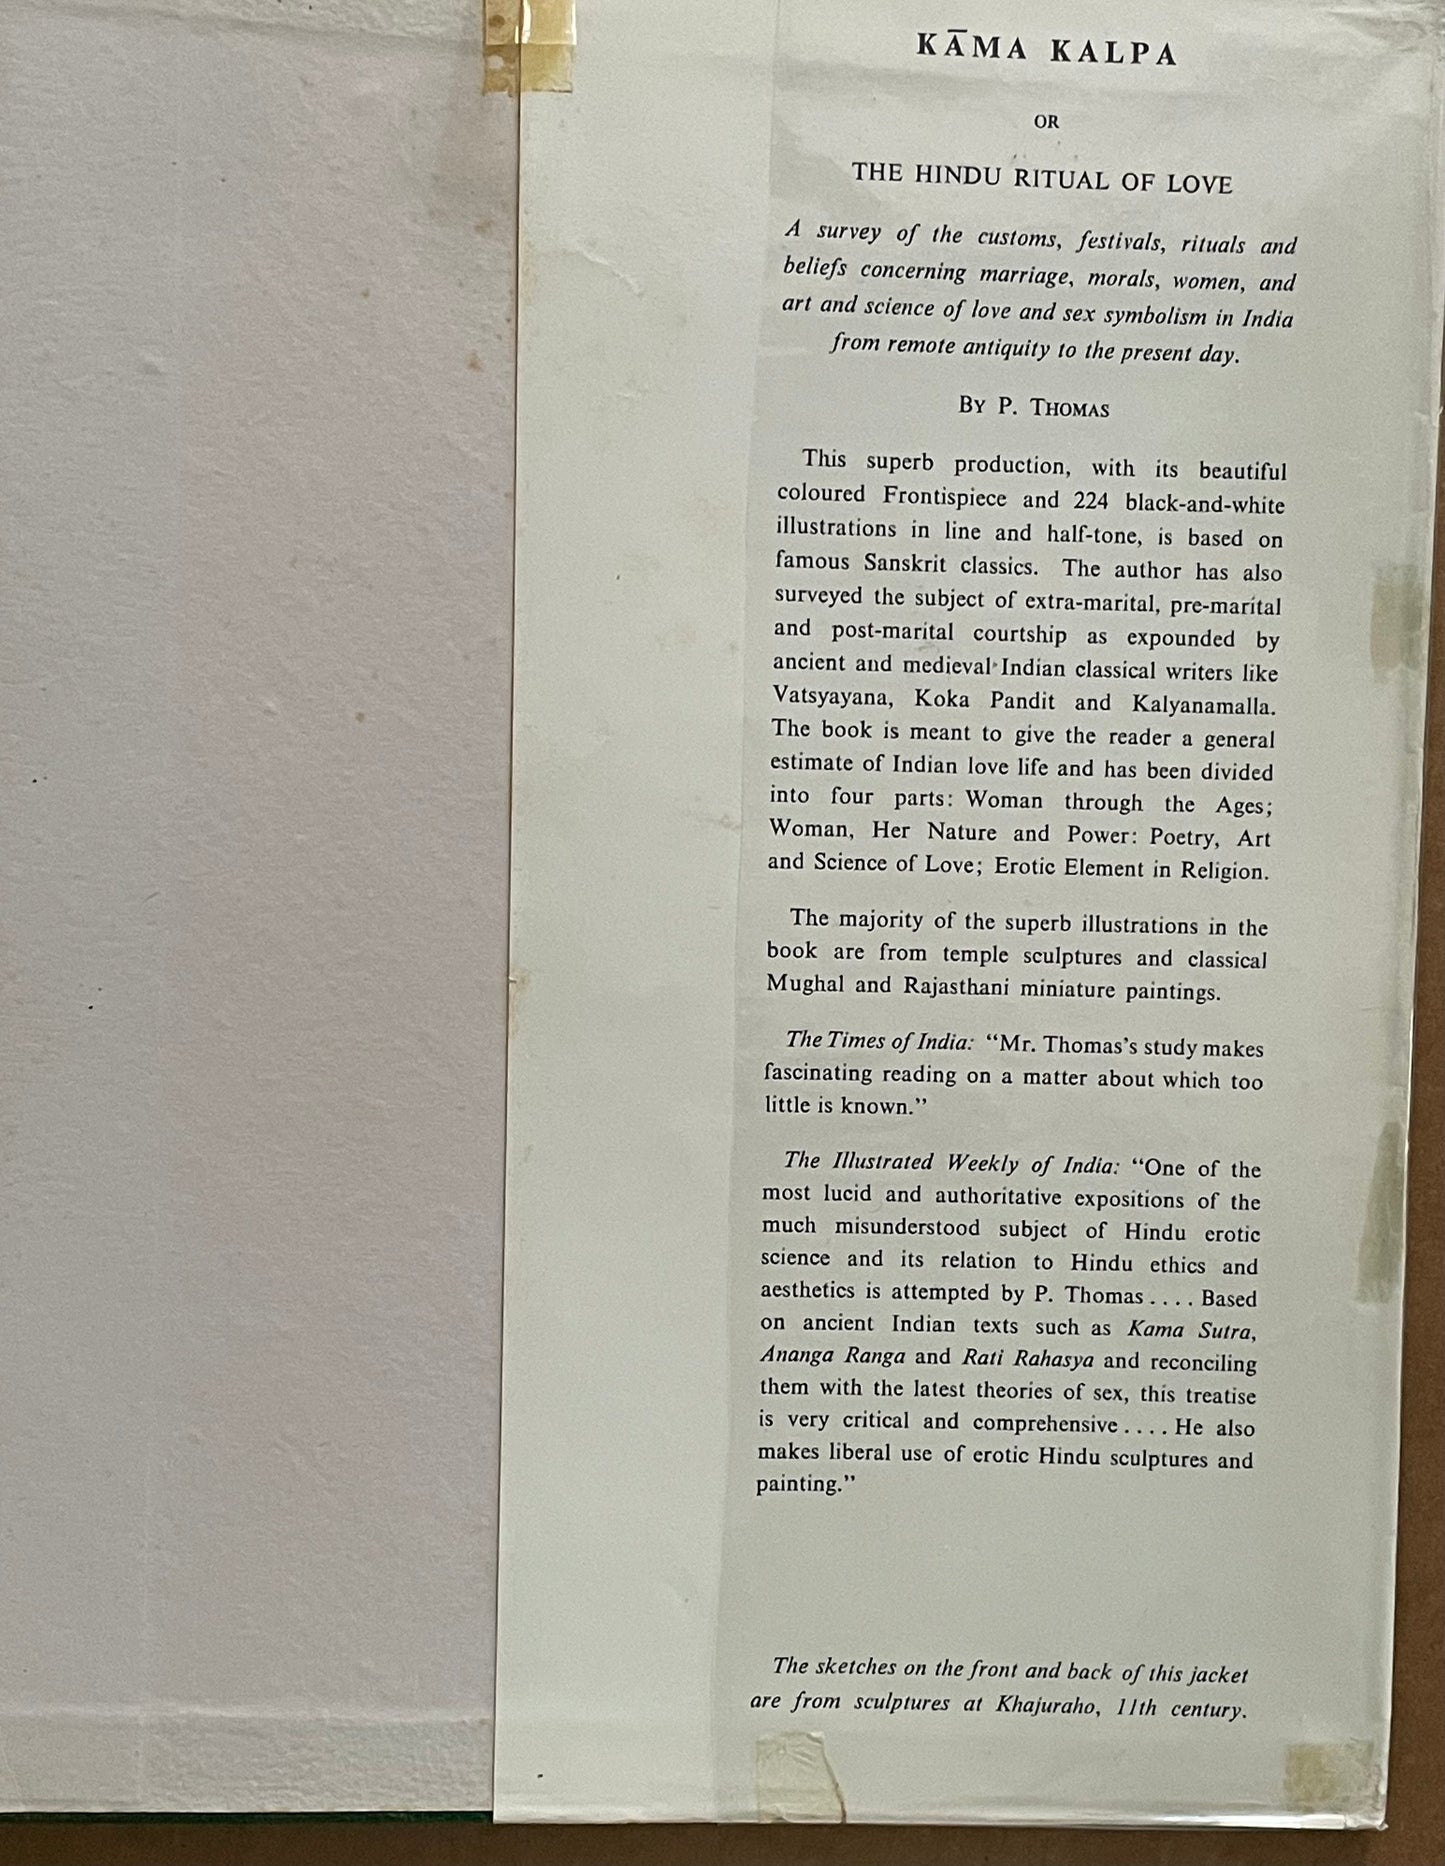 KĀMA KALPA
OR
THE HINDU RITUAL OF LOVE
A survey of the customs, festivals, rituals and
beliefs concerning marriage, morals, women, and
art and science of love and sex symbolism in India
from remote antiquity to the present day.
By P. Thomas
This superb production, with its beautiful
coloured Frontispiece and 224 black-and-white
illustrations in line and half-tone, is based on
famous Sanskrit classics. The author has also
surveyed the subject of extra-marital, pre-marital
and post-marital courtship as expounded by
ancient and medieval Indian classical writers like
Vatsyayana, Koka Pandit and Kalyanamalla.
The book is meant to give the reader a general
estimate of Indian love life and has been divided
into four parts: Woman through the Ages;
Woman, Her Nature and Power: Poetry, Art
and Science of Love; Erotic Element in Religion.
The majority of the superb illustrations in the
book are from temple sculptures and classical
Mughal and Rajasthani miniature paintings.
The Times of India: “Mr. Thomas’s study makes
fascinating reading on a matter about which too
little is known.”
The Illustrated Weekly of India: “One of the
most lucid and authoritative expositions of the
much misunderstood subject of Hindu erotic
science and its relation to Hindu ethics and
aesthetics is attempted by P. Thomas.... Based
on ancient Indian texts such as Kama Sutra,
Ananga Ranga and Rati Rahasya and reconciling
them with the latest theories of sex, this treatise
is very critical and comprehensive.... He also
makes liberal use of erotic Hindu sculptures and
painting.”
The sketches on the front and back of this jacket
are from sculptures at Khajuraho, 11th century.